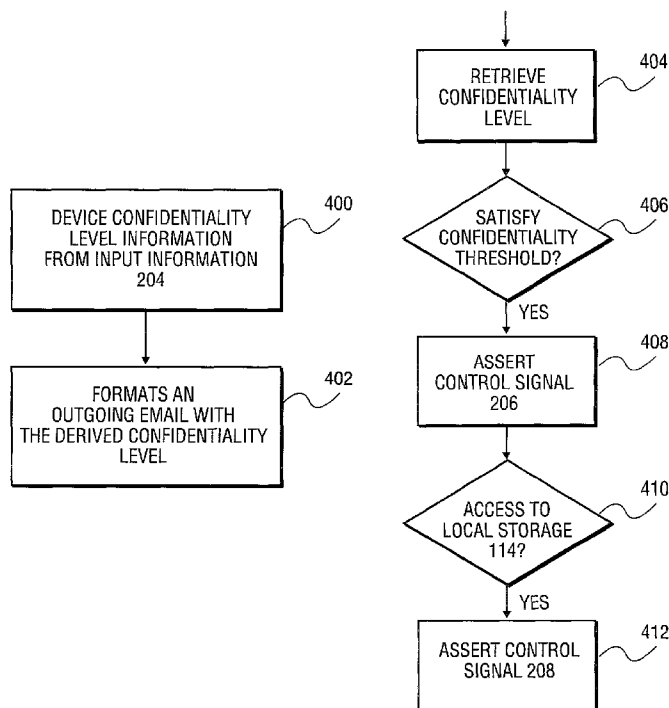 DEVICE CONFIDENTIALITY
LEVEL INFORMATION
FROM INPUT INFORMATION
204
400
FORMATS AN
OUTGOING EMAIL WITH
THE DERIVED CONFIDENTIALITY
LEVEL
402
RETRIEVE
CONFIDENTIALITY
LEVEL
404
SATISFY
CONFIDENTIALITY
THRESHOLD?
406
YES
ASSERT
CONTROL SIGNAL
206
408
ACCESS TO
LOCAL STORAGE
114?
410
YES
ASSERT CONTROL
SIGNAL 208
412